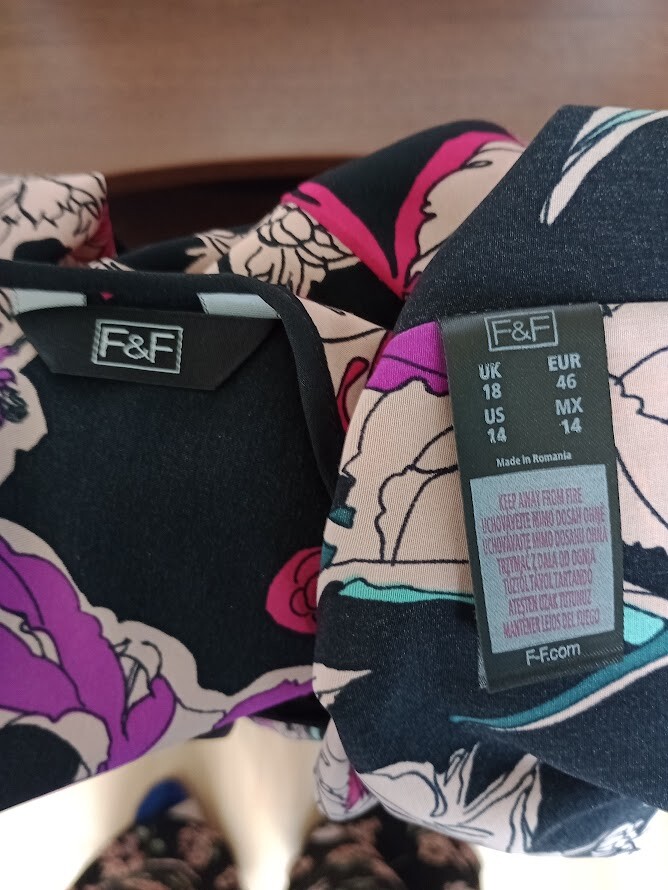 F&F
F&F
UK EUR
18 46
US MX
14 14
Made in Romania
KEEP AWAY FROM FIRE
UCHOVÁVEJTE MIMO DOSAH OHNĚ
UCHOVÁVAJTE MIMO DOSAHU OHŇA
TRZYMAĆ Z DALA OD OGNIA
TŰZTŐL TÁVOL TARTANDÓ
ATEŞTEN UZAK TUTUNUZ
MANTENER LEJOS DEL FUEGO
F-F.com